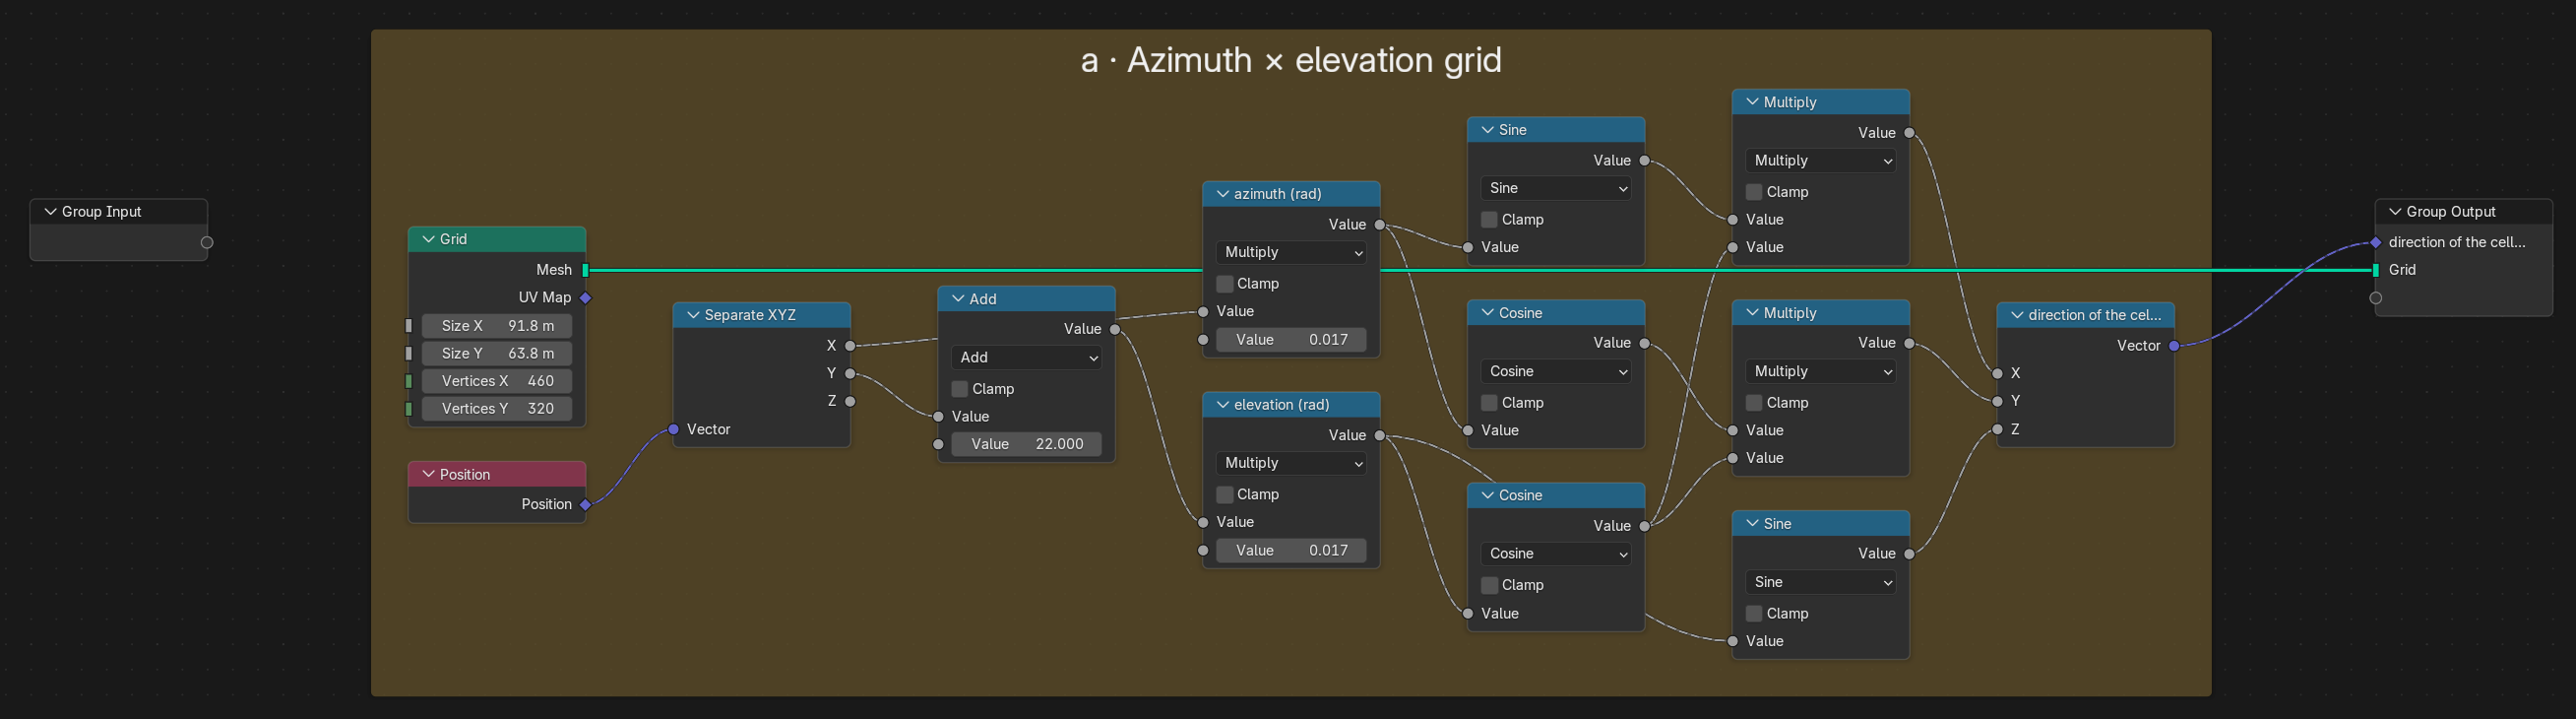 a · Azimuth × elevation grid
Group Input
Grid
Mesh
UV Map
Size X 91.8 m
Size Y 63.8 m
Vertices X 460
Vertices Y 320
Position
Position
Separate XYZ
X
Y
Z
Vector
Add
Value
Add
Clamp
Value
Value 22.000
azimuth (rad)
Value
Multiply
Clamp
Value
Value 0.017
elevation (rad)
Value
Multiply
Clamp
Value
Value 0.017
Sine
Value
Sine
Clamp
Value
Cosine
Value
Cosine
Clamp
Value
Cosine
Value
Cosine
Clamp
Value
Multiply
Value
Multiply
Clamp
Value
Value
Multiply
Value
Multiply
Clamp
Value
Value
Sine
Value
Sine
Clamp
Value
direction of the cel...
Vector
X
Y
Z
Group Output
direction of the cell...
Grid